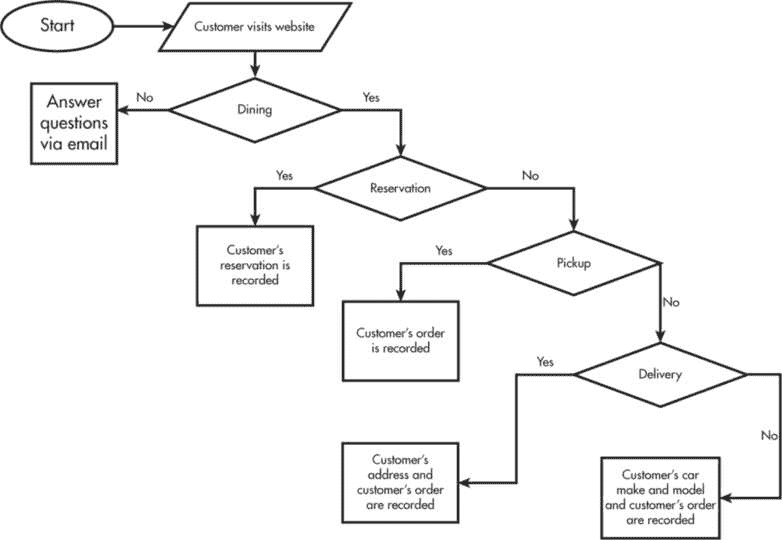 Start
Customer visits website
No
Dining
Yes
Answer
questions
via email
Yes
Reservation
No
Customer's
reservation is
recorded
Yes
Pickup
No
Customer's order
is recorded
Yes
Delivery
No
Customer's
address and
customer's order
are recorded
Customer's car
make and model
and customer's order
are recorded